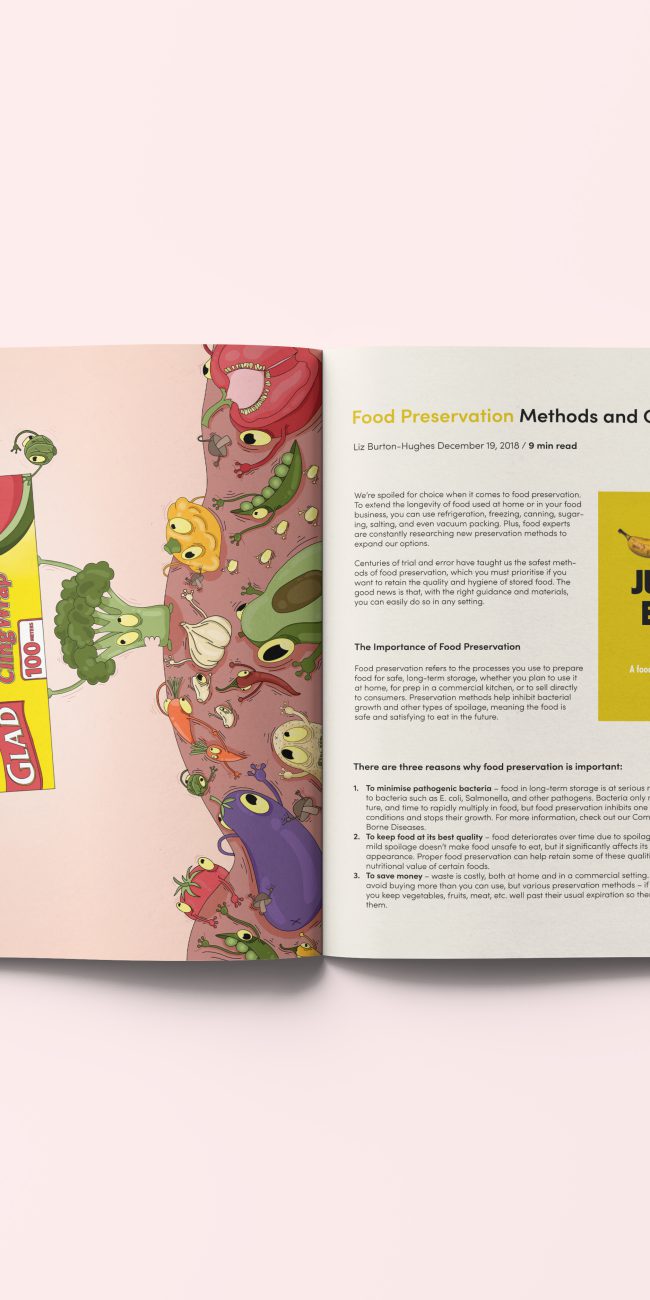 Cling Wrap
100 METERS
GLAD
Food Preservation Methods and
Liz Burton-Hughes December 19, 2018 / 9 min read
We're spoiled for choice when it comes to food preservation.
To extend the longevity of food used at home or in your food
business, you can use refrigeration, freezing, canning, sugar-
ing, salting, and even vacuum packing. Plus, food experts
are constantly researching new preservation methods to
expand our options.
Centuries of trial and error have taught us the safest meth-
ods of food preservation, which you must prioritise if you
want to retain the quality and hygiene of stored food. The
good news is that, with the right guidance and materials,
you can easily do so in any setting.
The Importance of Food Preservation
Food preservation refers to the processes you use to prepare
food for safe, long-term storage, whether you plan to use it
at home, for prep in a commercial kitchen, or to sell directly
to consumers. Preservation methods help inhibit bacterial
growth and other types of spoilage, meaning the food is
safe and satisfying to eat in the future.
JU
A foo
There are three reasons why food preservation is important:
1. To minimise pathogenic bacteria – food in long-term storage is at serious
to bacteria such as E. coli, Salmonella, and other pathogens. Bacteria only
ture, and time to rapidly multiply in food, but food preservation inhibits one
conditions and stops their growth. For more information, check out our Com
Borne Diseases.
2. To keep food at its best quality – food deteriorates over time due to spoilag
mild spoilage doesn't make food unsafe to eat, but it significantly affects its
appearance. Proper food preservation can help retain some of these qualiti
nutritional value of certain foods.
3. To save money – waste is costly, both at home and in a commercial setting.
avoid buying more than you can use, but various preservation methods – if
you keep vegetables, fruits, meat, etc. well past their usual expiration so the
them.